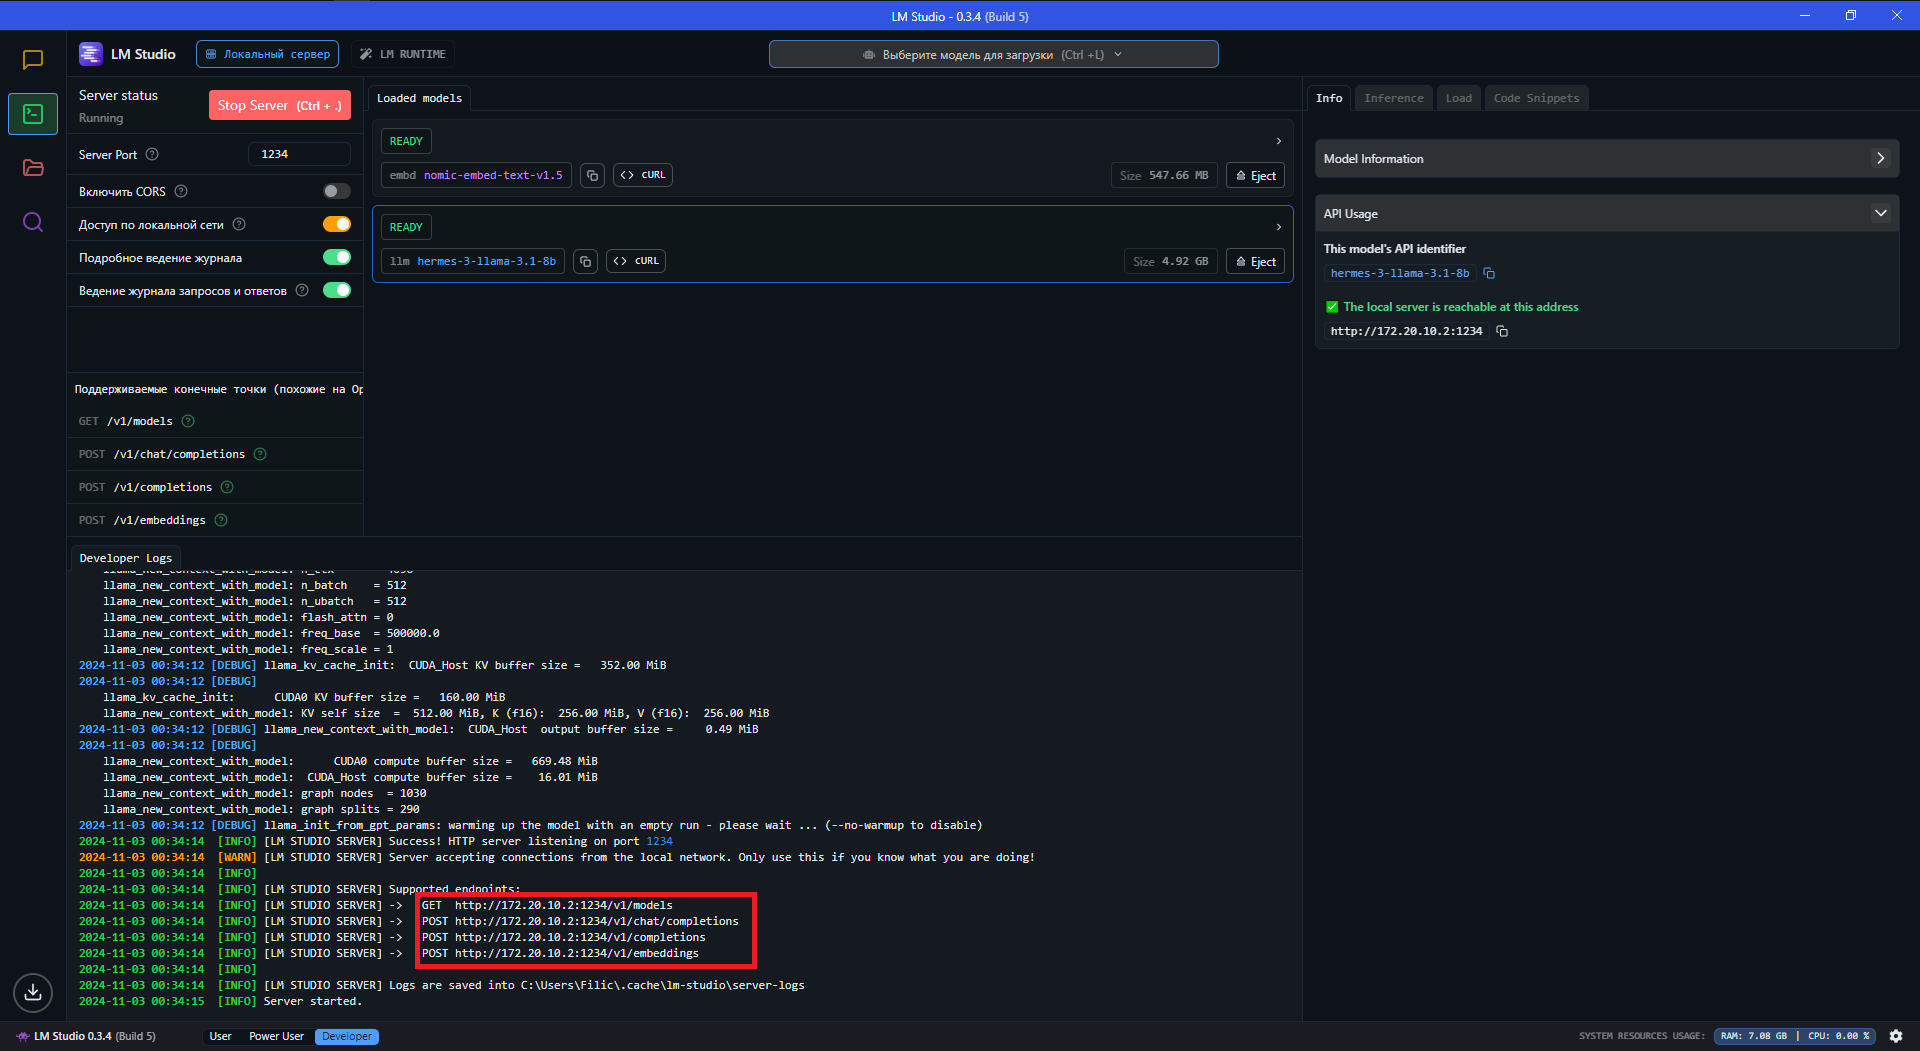 LM Studio - 0.3.4 (Build 5)
LM Studio
Локальный сервер
LM RUNTIME
Выберите модель для загрузки (Ctrl +L)
Server status
Running
Stop Server (Ctrl + .)
Server Port
1234
Включить CORS
Доступ по локальной сети
Подробное ведение журнала
Ведение журнала запросов и ответов
Поддерживаемые конечные точки (похожие на Op
GET /v1/models
POST /v1/chat/completions
POST /v1/completions
POST /v1/embeddings
Loaded models
READY
embd nomic-embed-text-v1.5
cURL
Size 547.66 MB
Eject
READY
llm hermes-3-llama-3.1-8b
cURL
Size 4.92 GB
Eject
Info
Inference
Load
Code Snippets
Model Information
API Usage
This model's API identifier
hermes-3-llama-3.1-8b
The local server is reachable at this address
http://172.20.10.2:1234
Developer Logs
llama_new_context_with_model: n_ctx = 4096
llama_new_context_with_model: n_batch = 512
llama_new_context_with_model: n_ubatch = 512
llama_new_context_with_model: flash_attn = 0
llama_new_context_with_model: freq_base = 500000.0
llama_new_context_with_model: freq_scale = 1
2024-11-03 00:34:12 [DEBUG] llama_kv_cache_init: CUDA_Host KV buffer size = 352.00 MiB
2024-11-03 00:34:12 [DEBUG]
llama_kv_cache_init: CUDA0 KV buffer size = 160.00 MiB
llama_new_context_with_model: KV self size = 512.00 MiB, K (f16): 256.00 MiB, V (f16): 256.00 MiB
2024-11-03 00:34:12 [DEBUG] llama_new_context_with_model: CUDA_Host output buffer size = 0.49 MiB
2024-11-03 00:34:12 [DEBUG]
llama_new_context_with_model: CUDA0 compute buffer size = 669.48 MiB
llama_new_context_with_model: CUDA_Host compute buffer size = 16.01 MiB
llama_new_context_with_model: graph nodes = 1030
llama_new_context_with_model: graph splits = 290
2024-11-03 00:34:12 [DEBUG] llama_init_from_gpt_params: warming up the model with an empty run - please wait ... (--no-warmup to disable)
2024-11-03 00:34:14 [INFO] [LM STUDIO SERVER] Success! HTTP server listening on port 1234
2024-11-03 00:34:14 [WARN] [LM STUDIO SERVER] Server accepting connections from the local network. Only use this if you know what you are doing!
2024-11-03 00:34:14 [INFO]
2024-11-03 00:34:14 [INFO] [LM STUDIO SERVER] Supported endpoints:
2024-11-03 00:34:14 [INFO] [LM STUDIO SERVER] -> GET http://172.20.10.2:1234/v1/models
2024-11-03 00:34:14 [INFO] [LM STUDIO SERVER] -> POST http://172.20.10.2:1234/v1/chat/completions
2024-11-03 00:34:14 [INFO] [LM STUDIO SERVER] -> POST http://172.20.10.2:1234/v1/completions
2024-11-03 00:34:14 [INFO] [LM STUDIO SERVER] -> POST http://172.20.10.2:1234/v1/embeddings
2024-11-03 00:34:14 [INFO]
2024-11-03 00:34:14 [INFO] [LM STUDIO SERVER] Logs are saved into C:\Users\Filic\.cache\lm-studio\server-logs
2024-11-03 00:34:15 [INFO] Server started.
LM Studio 0.3.4 (Build 5)
User
Power User
Developer
SYSTEM RESOURCES USAGE:
RAM: 7.08 GB | CPU: 0.00 %